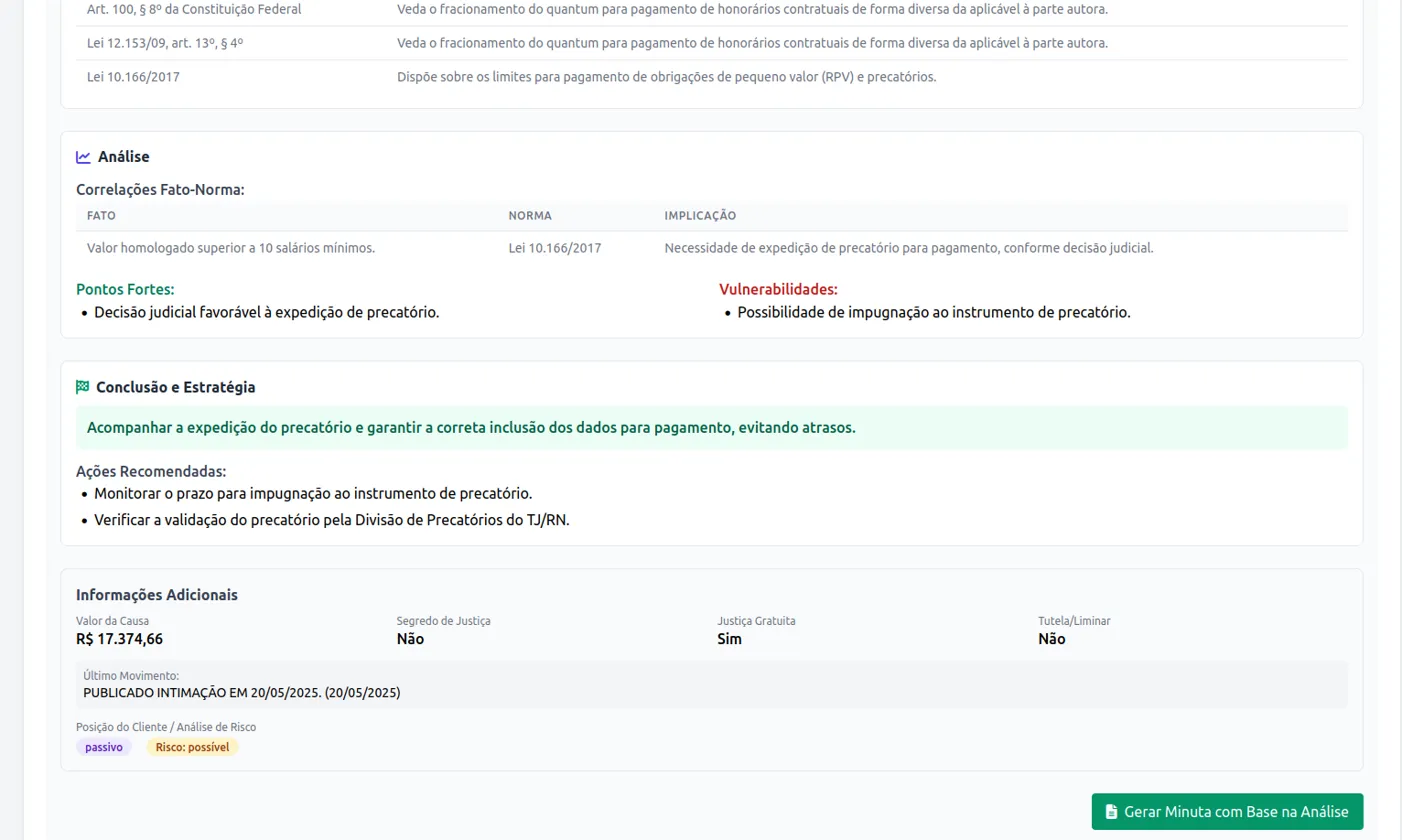 Art. 100, § 8º da Constituição Federal Veda o fracionamento do quantum para pagamento de honorários contratuais de forma diversa da aplicável à parte autora.
Lei 12.153/09, art. 13º, § 4º Veda o fracionamento do quantum para pagamento de honorários contratuais de forma diversa da aplicável à parte autora.
Lei 10.166/2017 Dispõe sobre os limites para pagamento de obrigações de pequeno valor (RPV) e precatórios.
Análise
Correlações Fato-Norma:
FATO NORMA IMPLICAÇÃO
Valor homologado superior a 10 salários mínimos. Lei 10.166/2017 Necessidade de expedição de precatório para pagamento, conforme decisão judicial.
Pontos Fortes: Vulnerabilidades:
• Decisão judicial favorável à expedição de precatório. • Possibilidade de impugnação ao instrumento de precatório.
Conclusão e Estratégia
Acompanhar a expedição do precatório e garantir a correta inclusão dos dados para pagamento, evitando atrasos.
Ações Recomendadas:
• Monitorar o prazo para impugnação ao instrumento de precatório.
• Verificar a validação do precatório pela Divisão de Precatórios do TJ/RN.
Informações Adicionais
Valor da Causa Segredo de Justiça Justiça Gratuita Tutela/Liminar
R$ 17.374,66 Não Sim Não
Último Movimento:
PUBLICADO INTIMAÇÃO EM 20/05/2025. (20/05/2025)
Posição do Cliente / Análise de Risco
passivo Risco: possível
Gerar Minuta com Base na Análise